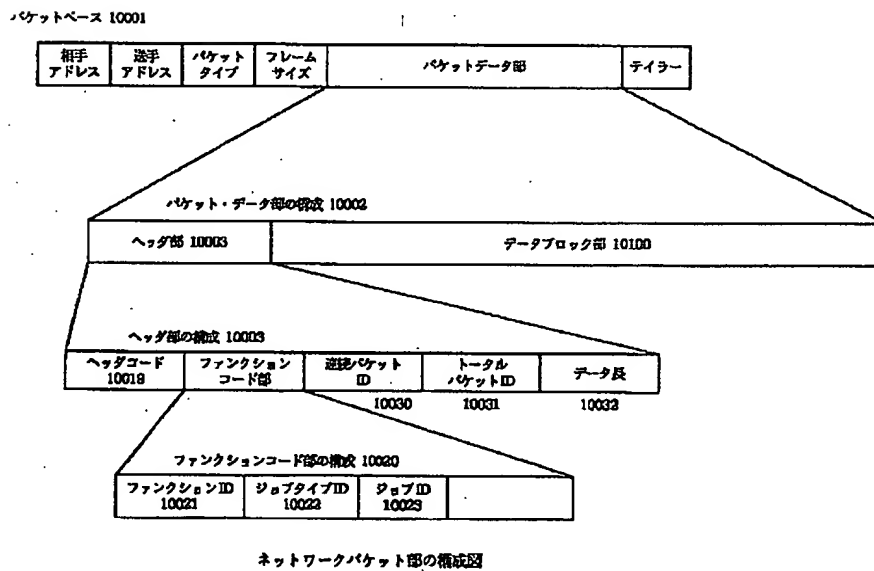 パケットベース 10001
相手
アドレス
送手
アドレス
パケット
タイプ
フレーム
サイズ
パケットデータ部
テイラー
パケット・データ部の構成 10002
ヘッダ部 10003
データブロック部 10100
ヘッダ部の構成 10003
ヘッダコード
10019
ファンクション
コード部
連続パケット
ID
10030
トータル
パケットID
10031
データ長
10032
ファンクションコード部の構成 10020
ファンクションID
10021
ジョブタイプID
10022
ジョブID
10023
ネットワークパケット部の構成図